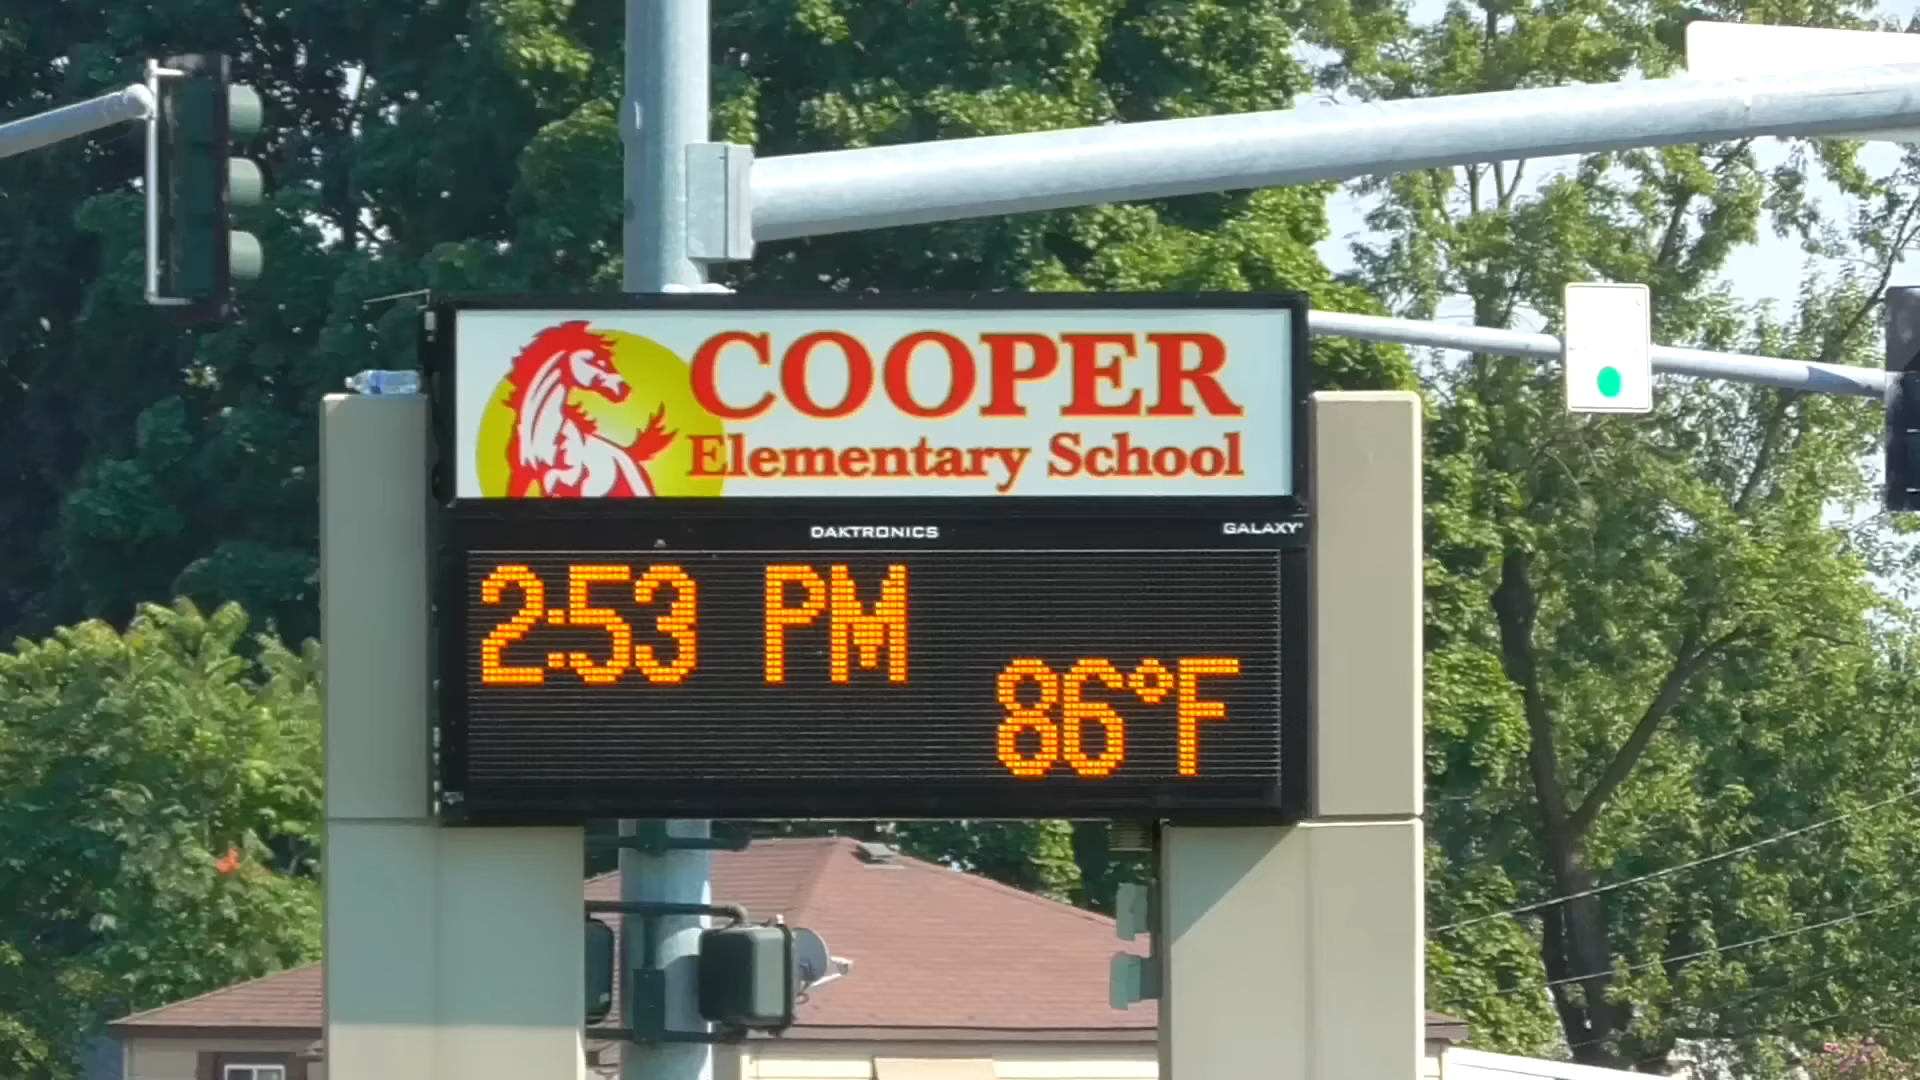 COOPER
Elementary School
DAKTRONICS GALAXY
2:53 PM
86°F